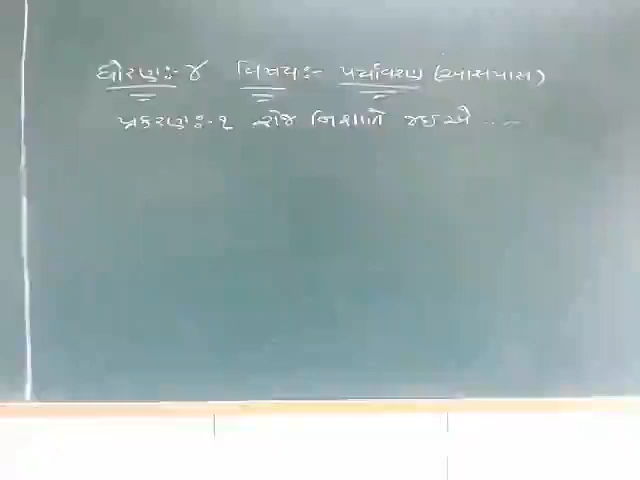 ધોરણઃ-૪ વિષયઃ- પર્યાવરણ (આસપાસ)
પ્રકરણઃ-૧ રોજ નિશાળે જઈએ ....